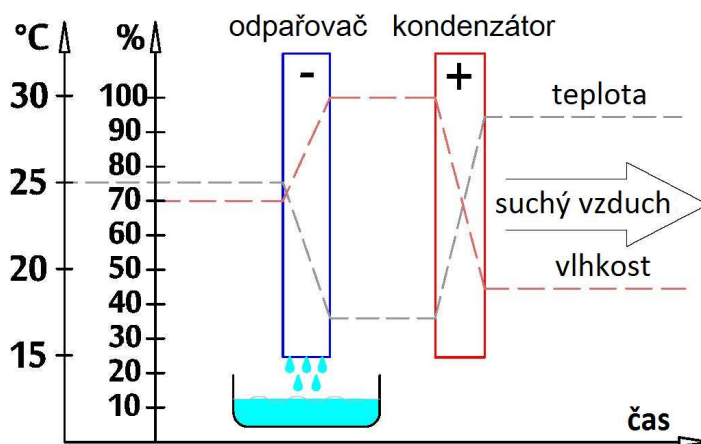 °C % odpařovač kondenzátor
- +
teplota
30 100
90
80
25 70
suchý vzduch
60
50
vlhkost
20 40
30
15 20
10
čas